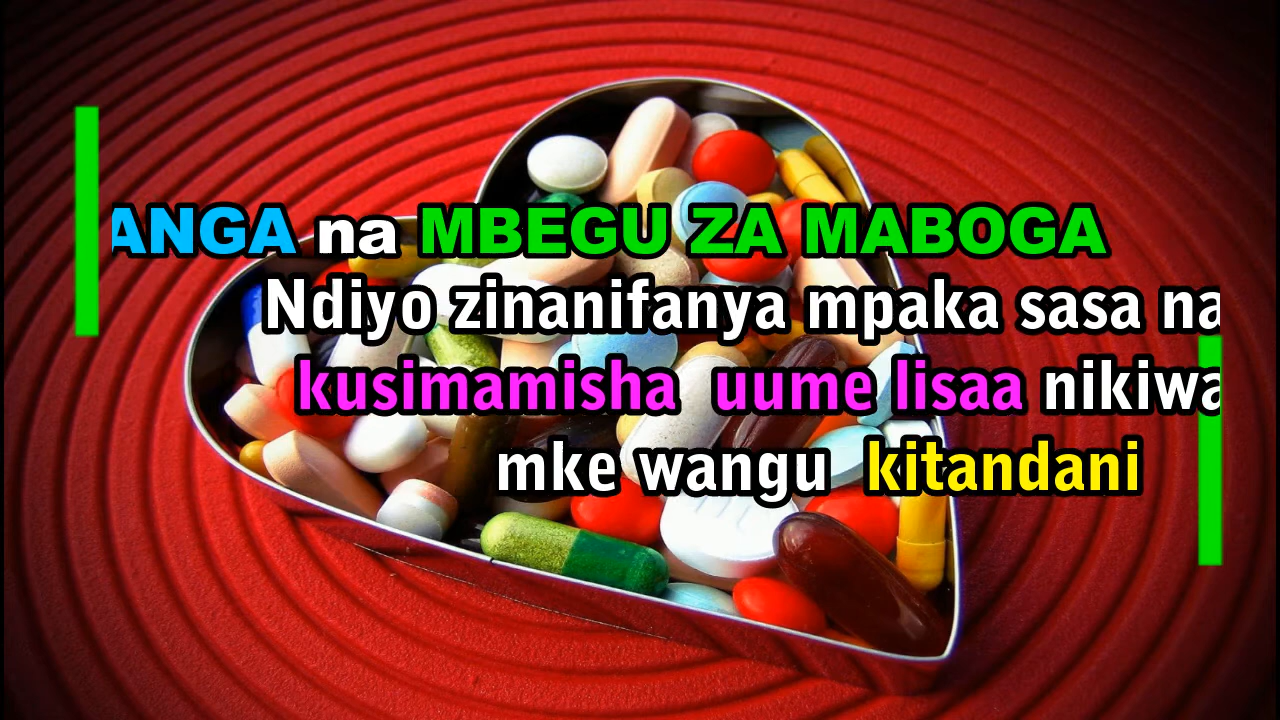 ANGA na MBEGU ZA MABOGA
Ndiyo zinanifanya mpaka sasa na
kusimamisha uume lisaa nikiwa
mke wangu kitandani